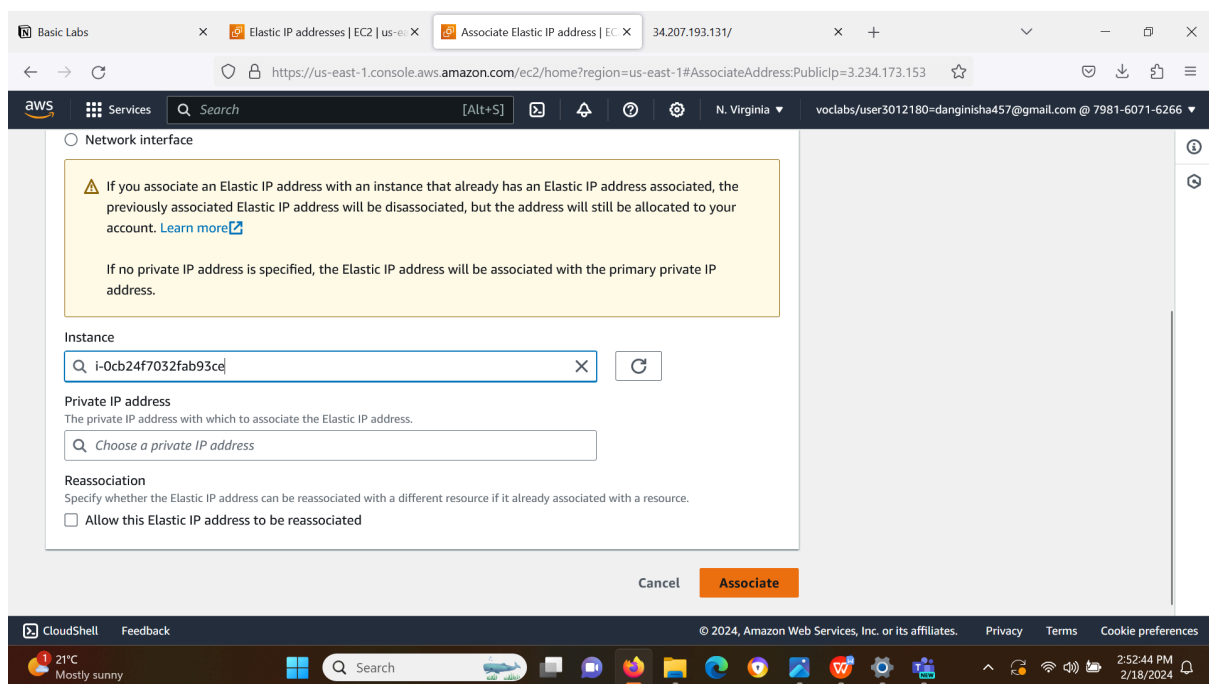 Basic Labs
Elastic IP addresses | EC2 | us-ea
Associate Elastic IP address | EC
34.207.193.131/
https://us-east-1.console.aws.amazon.com/ec2/home?region=us-east-1#AssociateAddress:PublicIp=3.234.173.153
aws
Services
Search
[Alt+S]
N. Virginia
voclabs/user3012180=danginisha457@gmail.com @ 7981-6071-6266
Network interface
If you associate an Elastic IP address with an instance that already has an Elastic IP address associated, the
previously associated Elastic IP address will be disassociated, but the address will still be allocated to your
account. Learn more
If no private IP address is specified, the Elastic IP address will be associated with the primary private IP
address.
Instance
i-0cb24f7032fab93ce
Private IP address
The private IP address with which to associate the Elastic IP address.
Choose a private IP address
Reassociation
Specify whether the Elastic IP address can be reassociated with a different resource if it already associated with a resource.
Allow this Elastic IP address to be reassociated
Cancel
Associate
CloudShell
Feedback
© 2024, Amazon Web Services, Inc. or its affiliates.
Privacy
Terms
Cookie preferences
1
21°C
Mostly sunny
Search
NEW
2:52:44 PM
2/18/2024